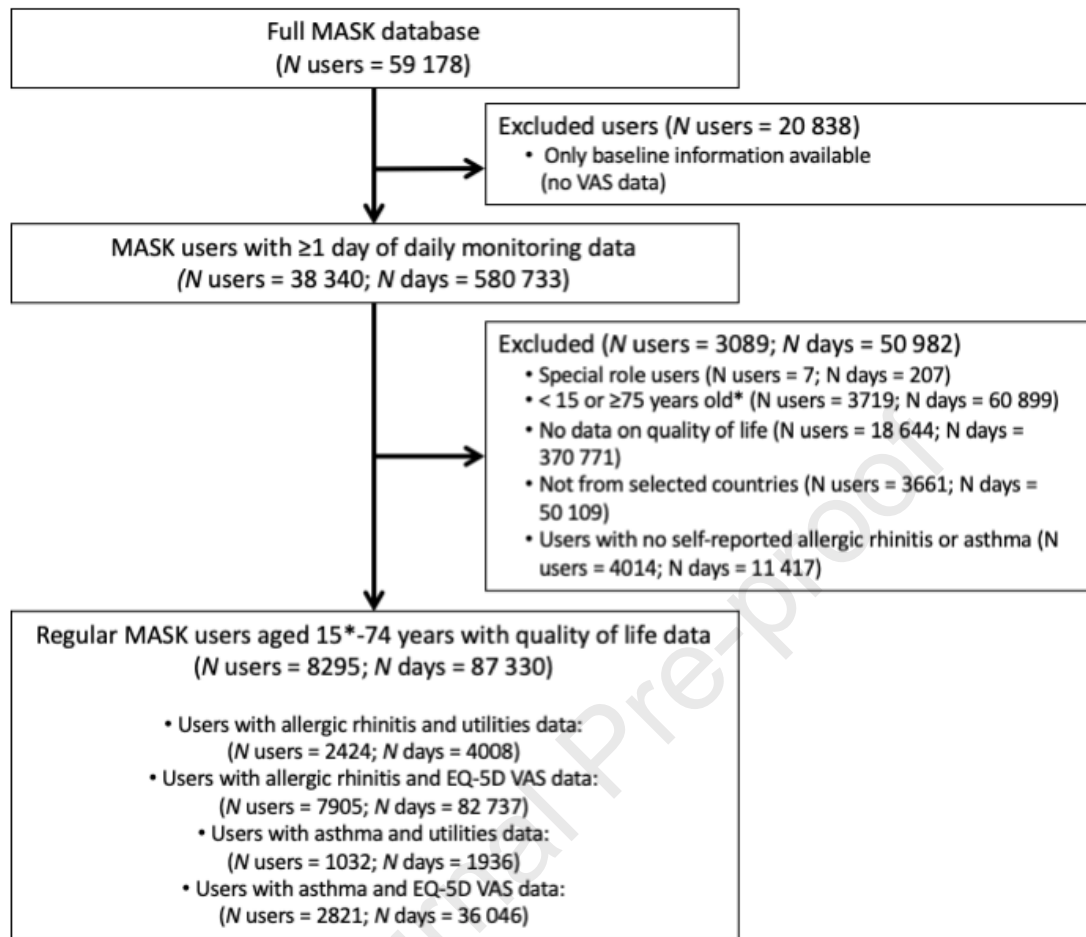 Full MASK database
(N users = 59 178)
Excluded users (N users = 20 838)
• Only baseline information available
(no VAS data)
MASK users with ≥1 day of daily monitoring data
(N users = 38 340; N days = 580 733)
Excluded (N users = 3089; N days = 50 982)
• Special role users (N users = 7; N days = 207)
• < 15 or ≥75 years old* (N users = 3719; N days = 60 899)
• No data on quality of life (N users = 18 644; N days =
370 771)
• Not from selected countries (N users = 3661; N days =
50 109)
• Users with no self-reported allergic rhinitis or asthma (N
users = 4014; N days = 11 417)
Regular MASK users aged 15*-74 years with quality of life data
(N users = 8295; N days = 87 330)
• Users with allergic rhinitis and utilities data:
(N users = 2424; N days = 4008)
• Users with allergic rhinitis and EQ-5D VAS data:
(N users = 7905; N days = 82 737)
• Users with asthma and utilities data:
(N users = 1032; N days = 1936)
• Users with asthma and EQ-5D VAS data:
(N users = 2821; N days = 36 046)
rnal Pre-proof